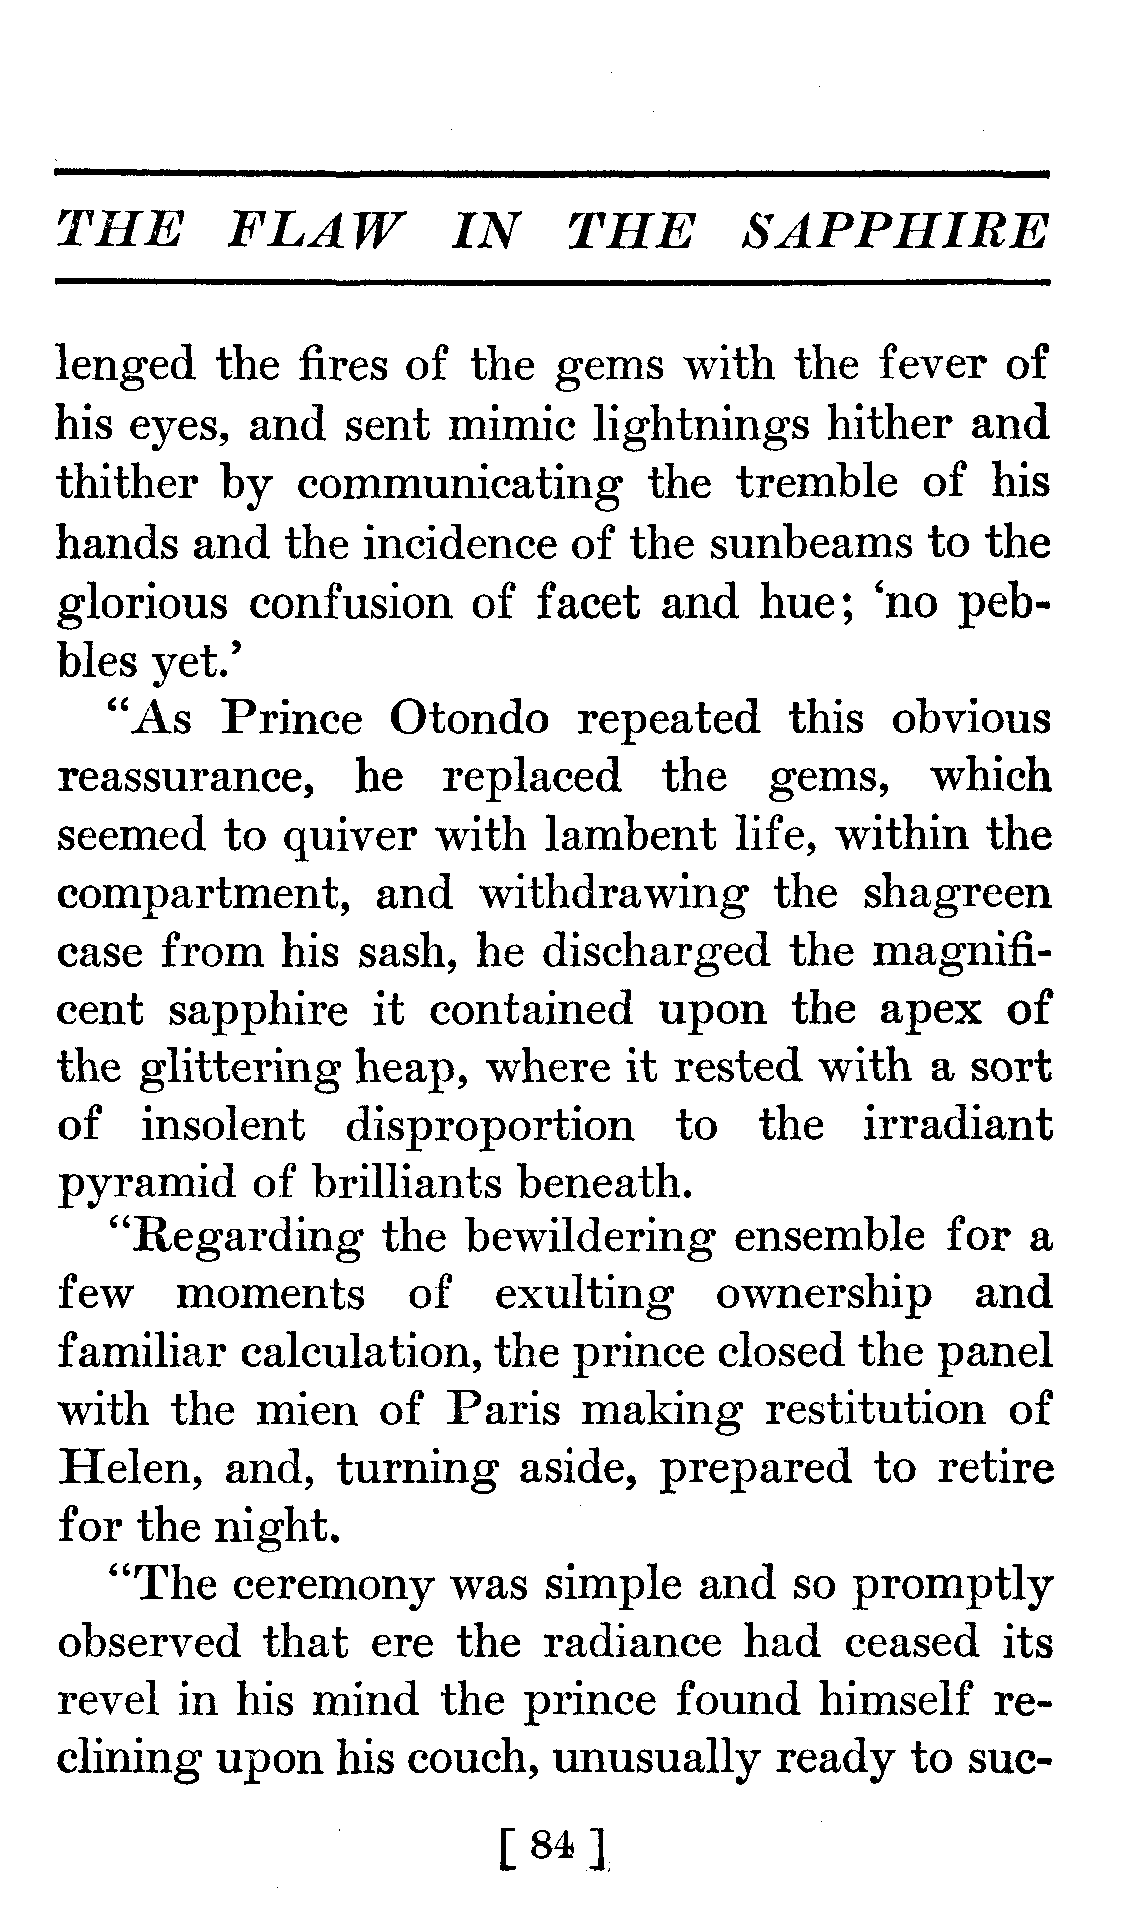 THE FLAW IN THE SAPPHIRE
lenged the fires of the gems with the fever of
his eyes, and sent mimic lightnings hither and
thither by communicating the tremble of his
hands and the incidence of the sunbeams to the
glorious confusion of facet and hue; ‘no peb-
bles yet.’
“As Prince Otondo repeated this obvious
reassurance, he replaced the gems, which
seemed to quiver with lambent life, within the
compartment, and withdrawing the shagreen
case from his sash, he discharged the magnifi-
cent sapphire it contained upon the apex of
the glittering heap, where it rested with a sort
of insolent disproportion to the irradiant
pyramid of brilliants beneath.
“Regarding the bewildering ensemble for a
few moments of exulting ownership and
familiar calculation, the prince closed the panel
with the mien of Paris making restitution of
Helen, and, turning aside, prepared to retire
for the night.
“The ceremony was simple and so promptly
observed that ere the radiance had ceased its
revel in his mind the prince found himself re-
clining upon his couch, unusually ready to suc-
[ 84 ]